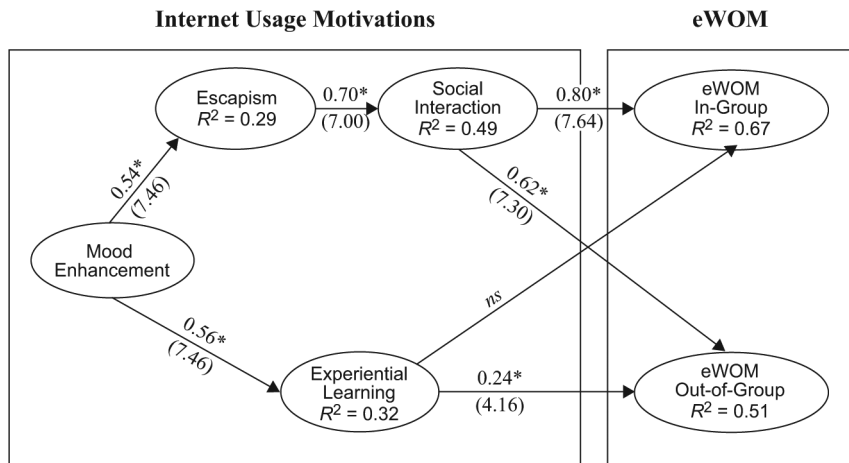 Internet Usage Motivations
eWOM
Escapism
R² = 0.29
0.70*
(7.00)
Social
Interaction
R² = 0.49
0.80*
(7.64)
eWOM
In-Group
R² = 0.67
0.54*
(7.46)
0.62*
(7.30)
Mood
Enhancement
ns
0.56*
(7.46)
Experiential
Learning
R² = 0.32
0.24*
(4.16)
eWOM
Out-of-Group
R² = 0.51